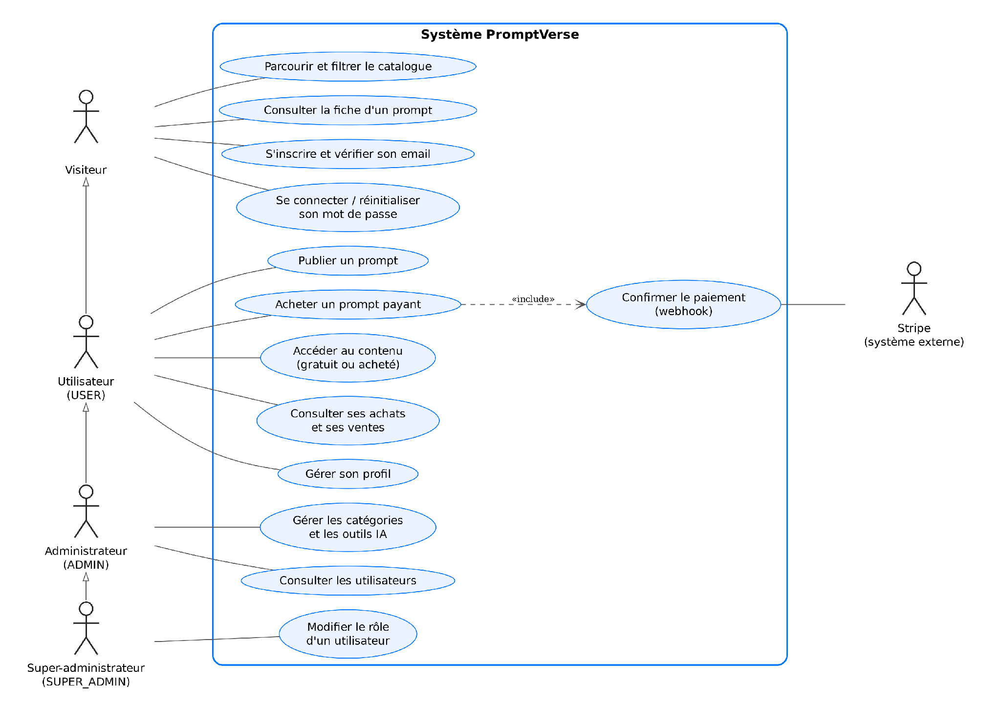 Système PromptVerse
Parcourir et filtrer le catalogue
Consulter la fiche d'un prompt
S'inscrire et vérifier son email
Visiteur
Se connecter / réinitialiser
son mot de passe
Publier un prompt
Acheter un prompt payant
«include»
Confirmer le paiement
(webhook)
Stripe
(système externe)
Accéder au contenu
(gratuit ou acheté)
Utilisateur
(USER)
Consulter ses achats
et ses ventes
Gérer son profil
Gérer les catégories
et les outils IA
Administrateur
(ADMIN)
Consulter les utilisateurs
Modifier le rôle
d'un utilisateur
Super-administrateur
(SUPER_ADMIN)